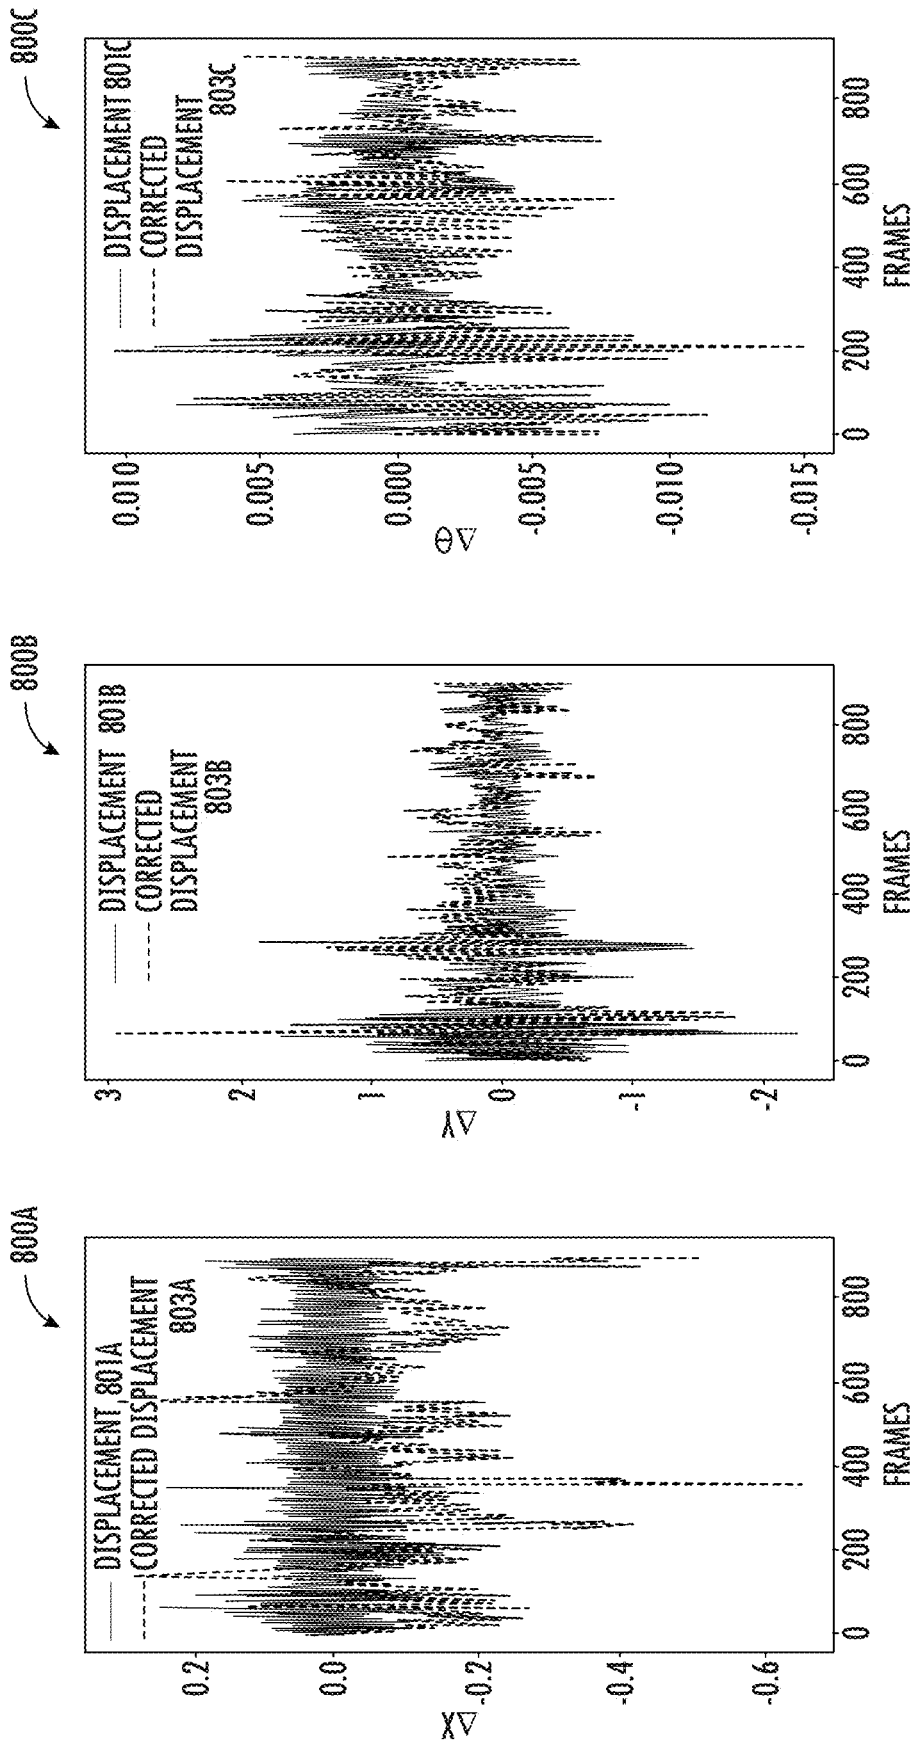 800A
DISPLACEMENT 801A
CORRECTED DISPLACEMENT
803A
0.2
0.0
-0.2
-0.4
-0.6
ΔX
0
200
400
600
800
FRAMES
800B
DISPLACEMENT 801B
CORRECTED
DISPLACEMENT
803B
3
2
1
0
-1
-2
ΔY
0
200
400
600
800
FRAMES
800C
DISPLACEMENT 801C
CORRECTED
DISPLACEMENT
803C
0.010
0.005
0.000
-0.005
-0.010
-0.015
Δθ
0
200
400
600
800
FRAMES